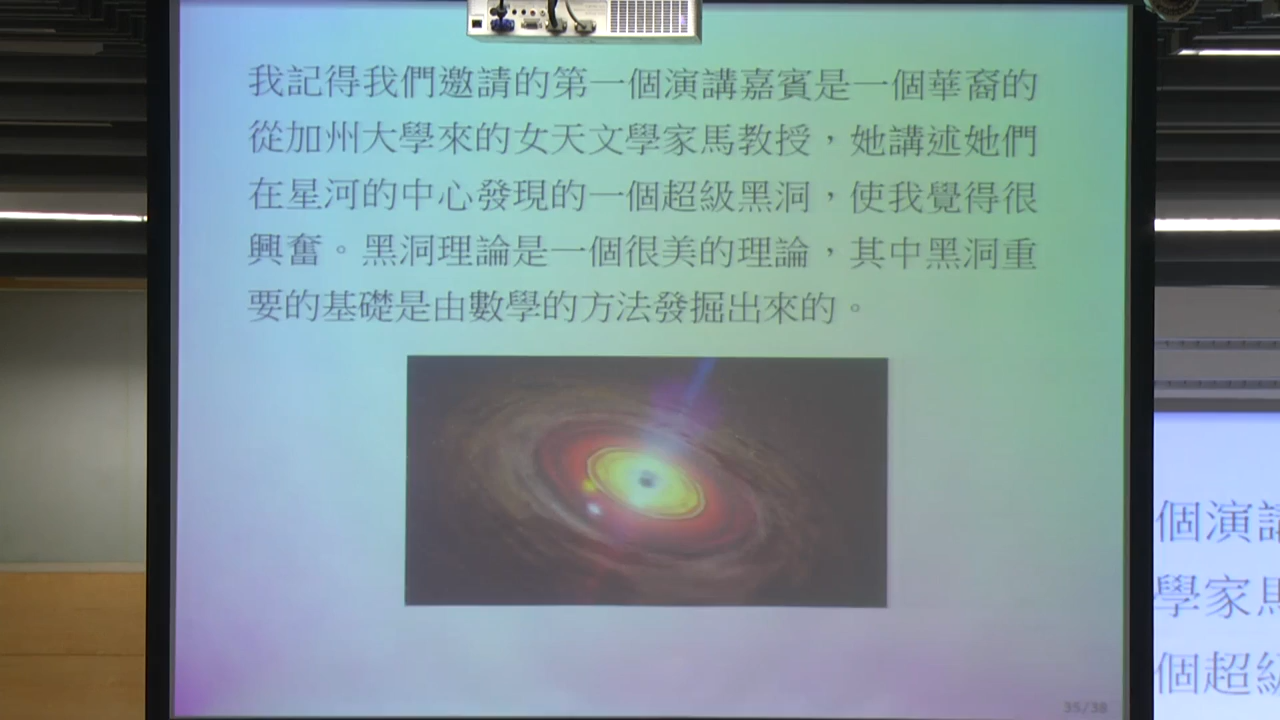 我記得我們邀請的第一個演講嘉賓是一個華裔的
從加州大學來的女天文學家馬教授，她講述她們
在星河的中心發現的一個超級黑洞，使我覺得很
興奮。黑洞理論是一個很美的理論，其中黑洞重
要的基礎是由數學的方法發掘出來的。
35/38
個演講
學家馬
個超級